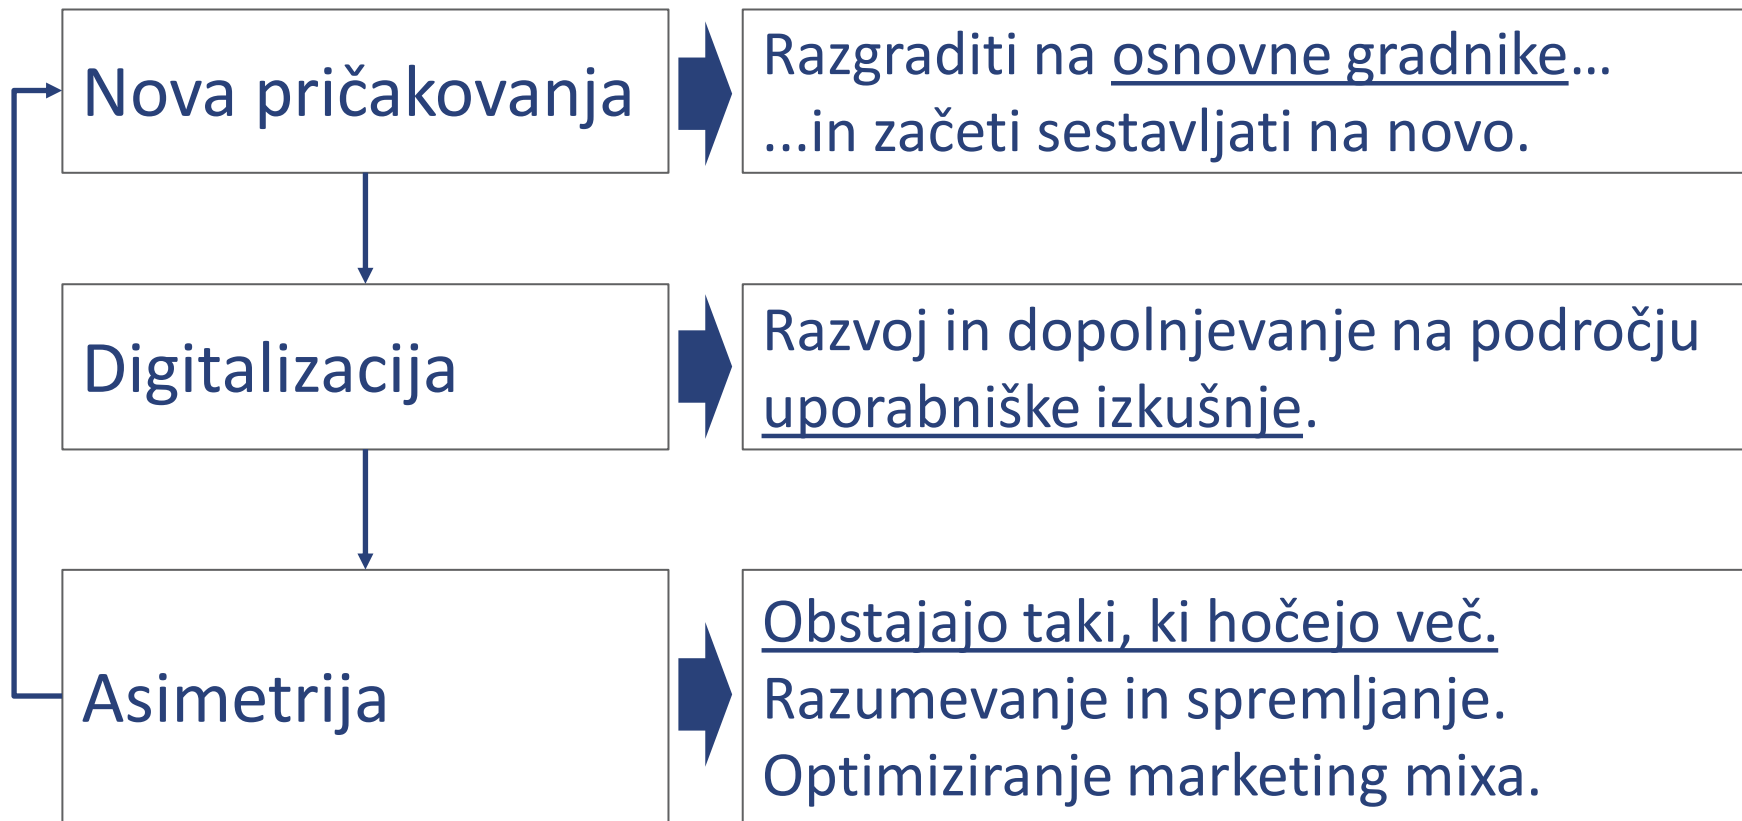 Nova pričakovanja
Razgraditi na osnovne gradnike...
...in začeti sestavljati na novo.
Digitalizacija
Razvoj in dopolnjevanje na področju
uporabniške izkušnje.
Asimetrija
Obstajajo taki, ki hočejo več.
Razumevanje in spremljanje.
Optimiziranje marketing mixa.